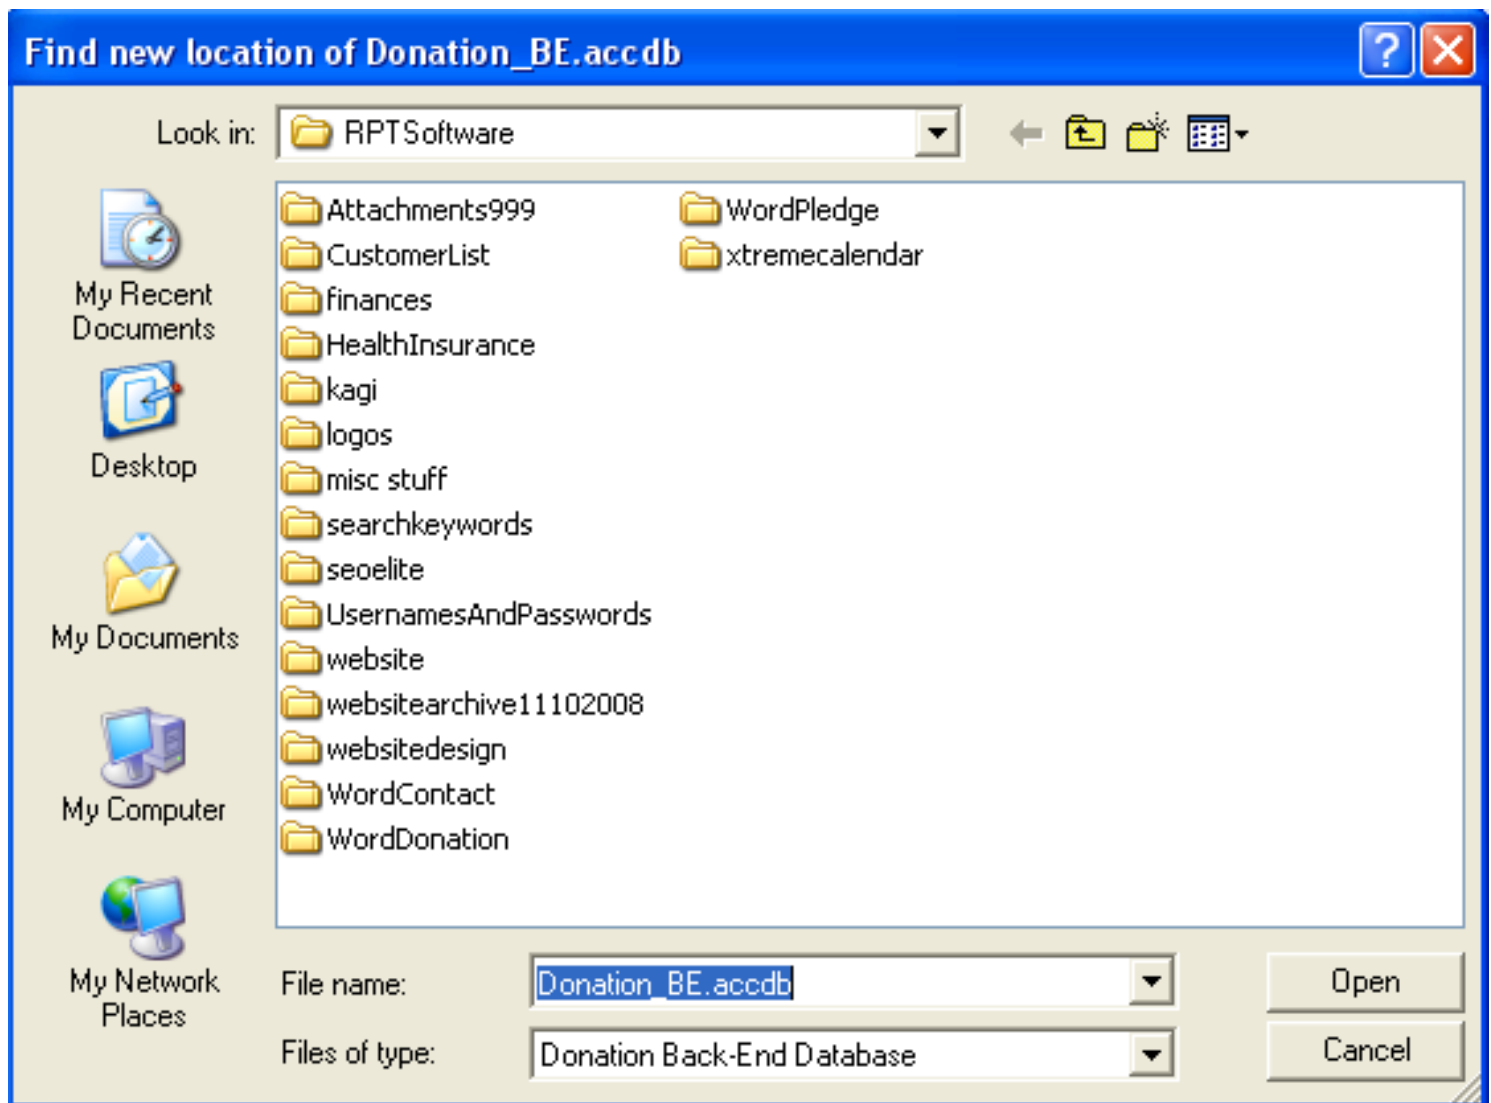 Find new location of Donation_BE.accdb
Look in: RPTSoftware
My Recent
Documents
Desktop
My Documents
My Computer
My Network
Places
Attachments999
CustomerList
finances
HealthInsurance
kagi
logos
misc stuff
searchkeywords
seoelite
UsernamesAndPasswords
website
websitearchive11102008
websitedesign
WordContact
WordDonation
WordPledge
xtremecalendar
File name: Donation_BE.accdb Open
Files of type: Donation Back-End Database Cancel